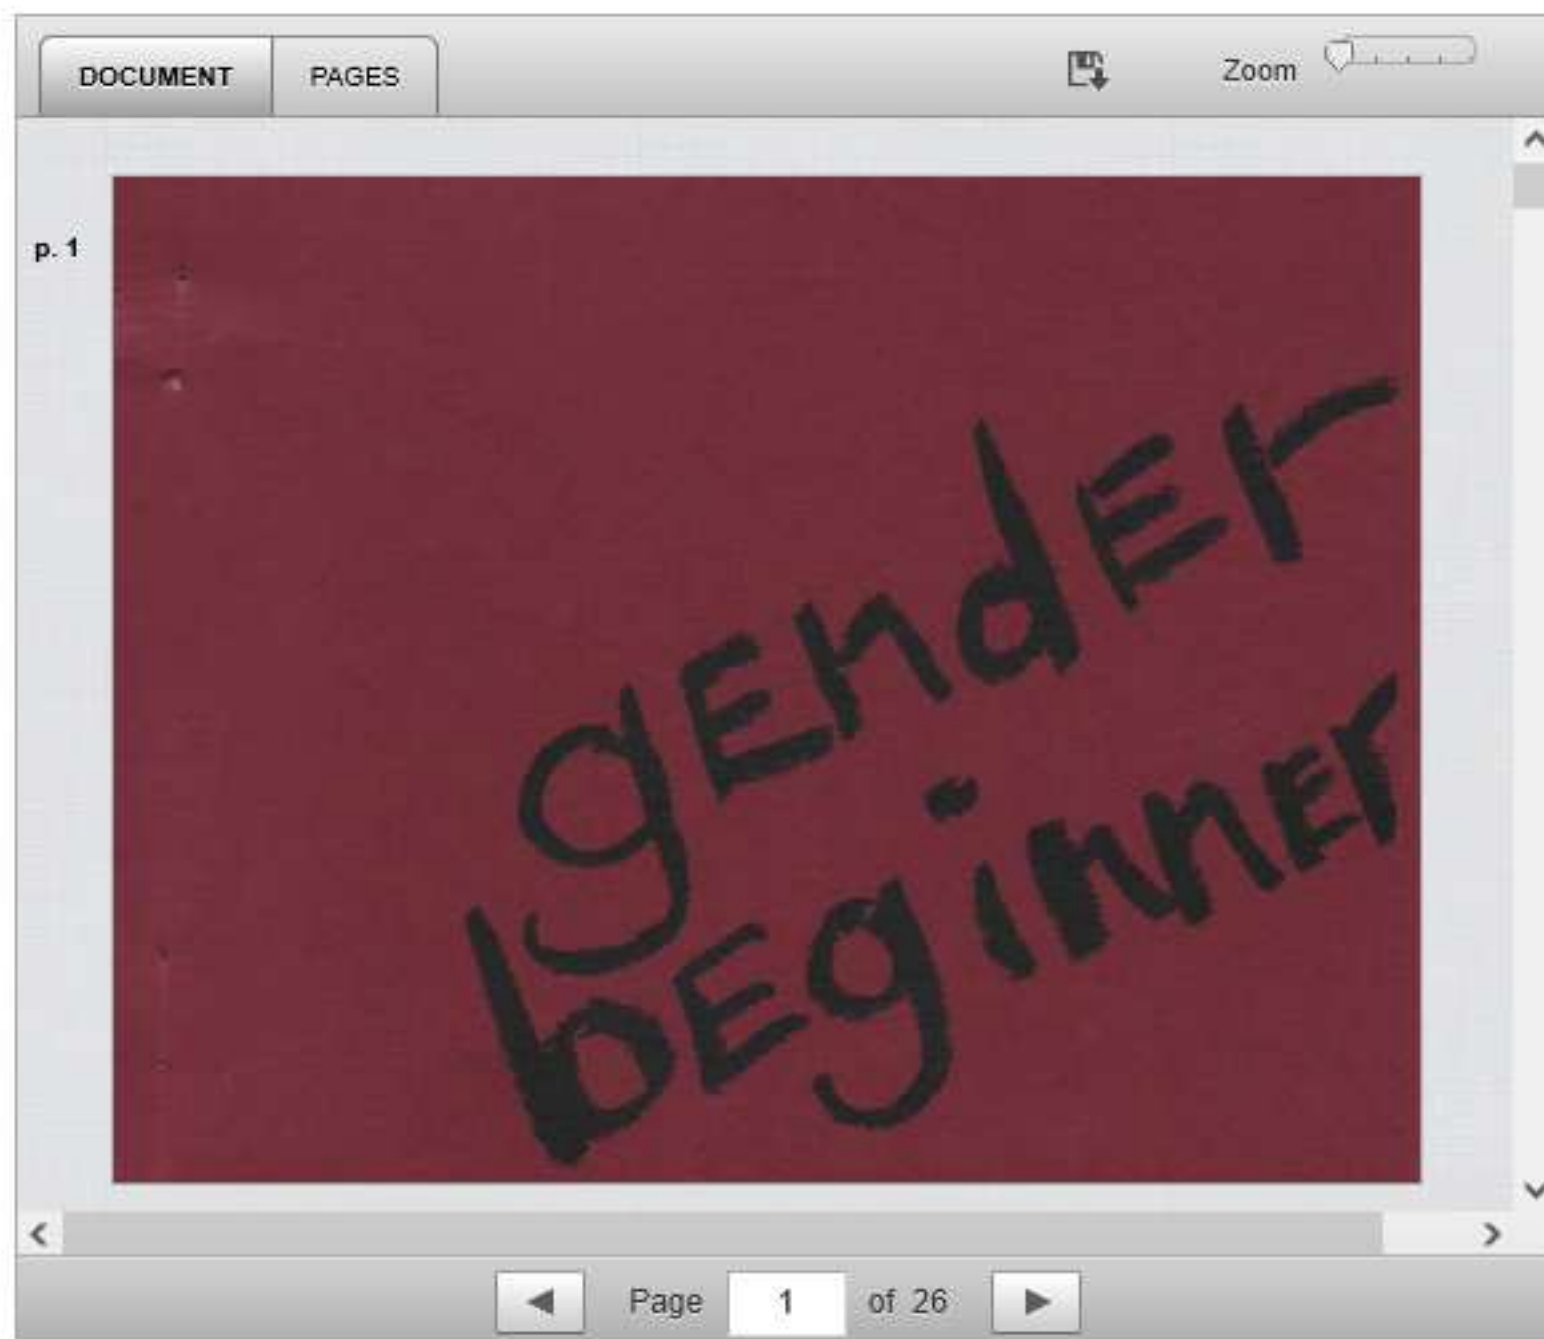 DOCUMENT PAGES Zoom
p. 1
gender
beginner
Page 1 of 26